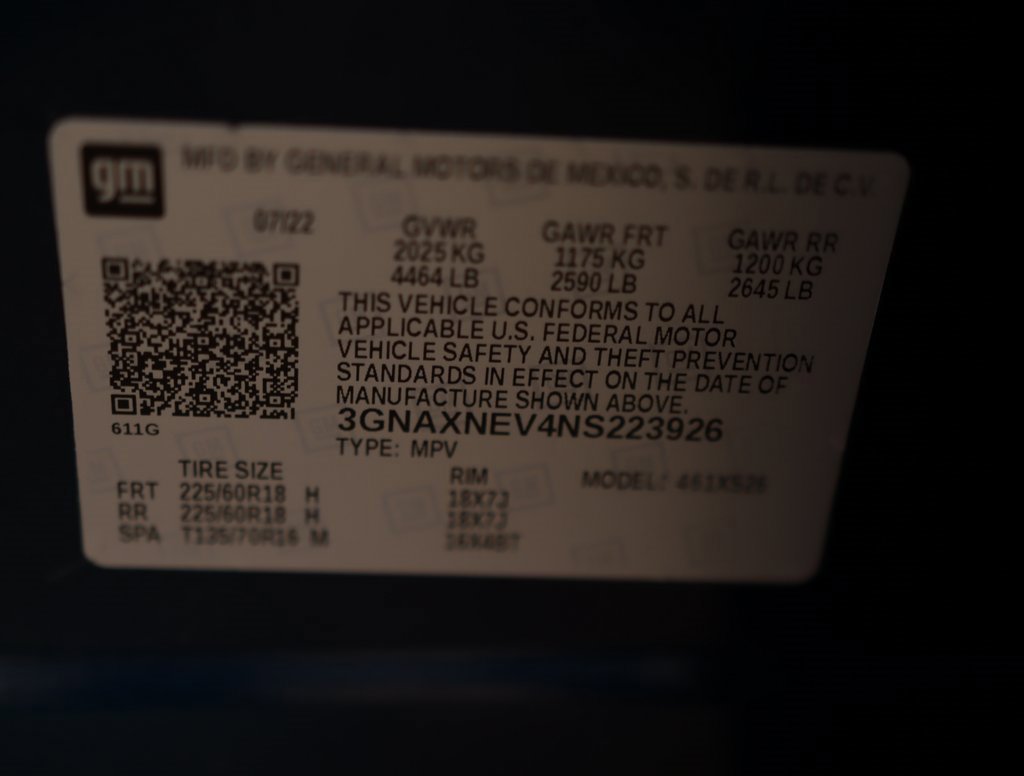 gm
MFD BY GENERAL MOTORS DE MEXICO, S. DE R.L. DE C.V.
07/22
GVWR GAWR FRT GAWR RR
2025 KG 1175 KG 1200 KG
4464 LB 2590 LB 2645 LB
THIS VEHICLE CONFORMS TO ALL
APPLICABLE U.S. FEDERAL MOTOR
VEHICLE SAFETY AND THEFT PREVENTION
STANDARDS IN EFFECT ON THE DATE OF
MANUFACTURE SHOWN ABOVE.
3GNAXNEV4NS223926
611G
TYPE: MPV
TIRE SIZE RIM MODEL:
FRT 225/60R18 H 18X7J
RR 225/60R18 H 18X7J
SPA T135/70R16 M